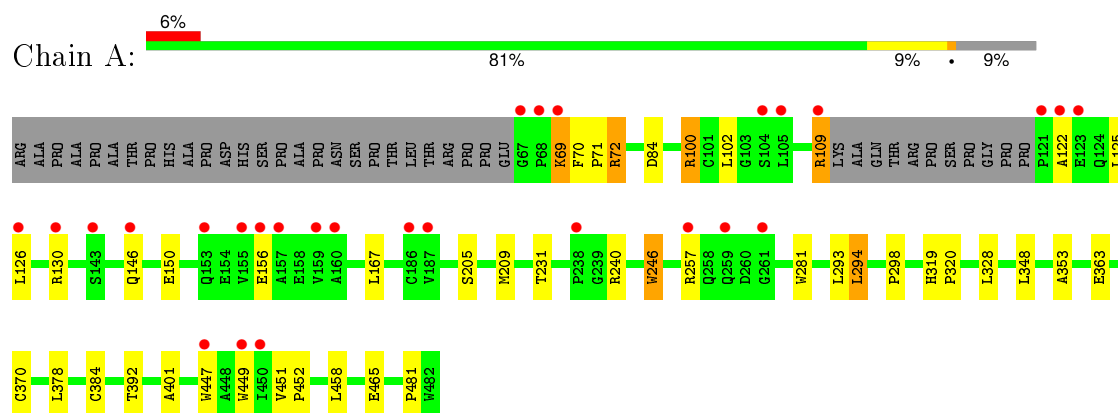 6%
Chain A:
81% 9% • 9%
ARG ALA PRO ALA PRO ALA ALA PRO HIS ALA PRO ASP HIS SER PRO ALA PRO ASN SER PRO THR LEU THR ARG PRO PRO GLU G67 P68 K69 F70 P71 R72 D84 R100 C101 L102 G103 S104 L105 R109 LYS ALA GLN THR ARG PRO SER PRO GLY PRO PRO P121 A122 E123 Q124 L125
L126 R130 S143 Q146 E150 Q153 E154 V155 E156 A157 E158 V159 A160 L167 C186 V187 S205 M209 T231 P238 G239 R240 W246 R257 Q258 Q259 D260 G261 W281 L293 L294 P298 H319 P320 L328 L348 A353 E363
C370 L378 C384 T392 A401 W447 A448 W449 I450 V451 P452 L458 E465 P481 W482